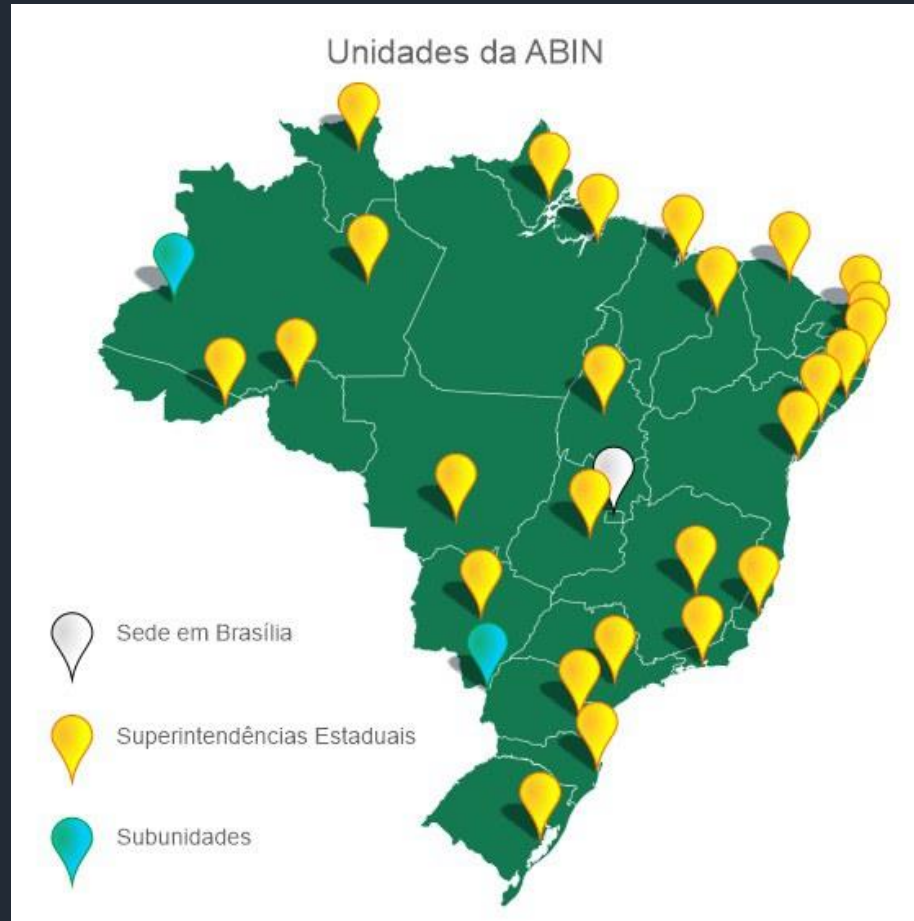 Unidades da ABIN
Sede em Brasília
Superintendências Estaduais
Subunidades